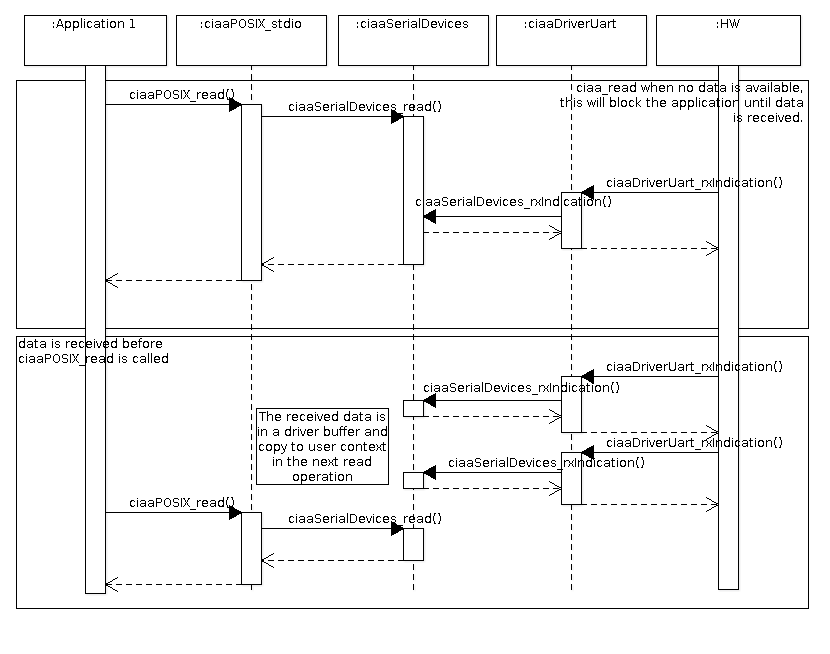 :Application 1
:ciaaPOSIX_stdio
:ciaaSerialDevices
:ciaaDriverUart
:HW
ciaa_read when no data is available,
this will block the application until data
is received.
ciaaPOSIX_read()
ciaaSerialDevices_read()
ciaaDriverUart_rxIndication()
ciaaSerialDevices_rxIndication()
data is received before
ciaaPOSIX_read is called
ciaaDriverUart_rxIndication()
ciaaSerialDevices_rxIndication()
The received data is
in a driver buffer and
copy to user context
in the next read
operation
ciaaDriverUart_rxIndication()
ciaaSerialDevices_rxIndication()
ciaaPOSIX_read()
ciaaSerialDevices_read()